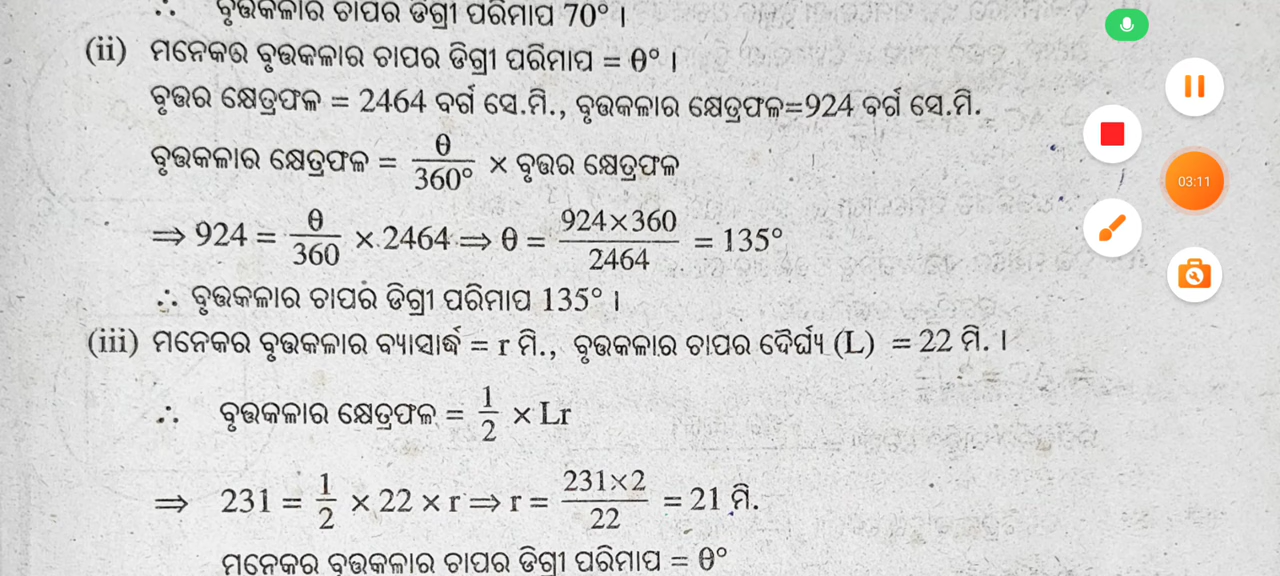 ∴ ବୃତ୍ତକଳାର ଚାପର ଡିଗ୍ରୀ ପରିମାପ 70° ।
(ii) ମନେକର ବୃତ୍ତକଳାର ଚାପର ଡିଗ୍ରୀ ପରିମାପ = θ° ।
ବୃତ୍ତର କ୍ଷେତ୍ରଫଳ = 2464 ବର୍ଗ ସେ.ମି., ବୃତ୍ତକଳାର କ୍ଷେତ୍ରଫଳ=924 ବର୍ଗ ସେ.ମି.
ବୃତ୍ତକଳାର କ୍ଷେତ୍ରଫଳ = θ/360° × ବୃତ୍ତର କ୍ଷେତ୍ରଫଳ
⇒ 924 = θ/360 × 2464 ⇒ θ = 924×360/2464 = 135°
∴ ବୃତ୍ତକଳାର ଚାପର ଡିଗ୍ରୀ ପରିମାପ 135° ।
(iii) ମନେକର ବୃତ୍ତକଳାର ବ୍ୟାସାର୍ଦ୍ଧ = r ମି., ବୃତ୍ତକଳାର ଚାପର ଦୈର୍ଘ୍ୟ (L) = 22 ମି. ।
∴ ବୃତ୍ତକଳାର କ୍ଷେତ୍ରଫଳ = 1/2 × Lr
⇒ 231 = 1/2 × 22 × r ⇒ r = 231×2/22 = 21 ମି.
ମନେକର ବୃତ୍ତକଳାର ଚାପର ଡିଗ୍ରୀ ପରିମାପ = θ°
03:11